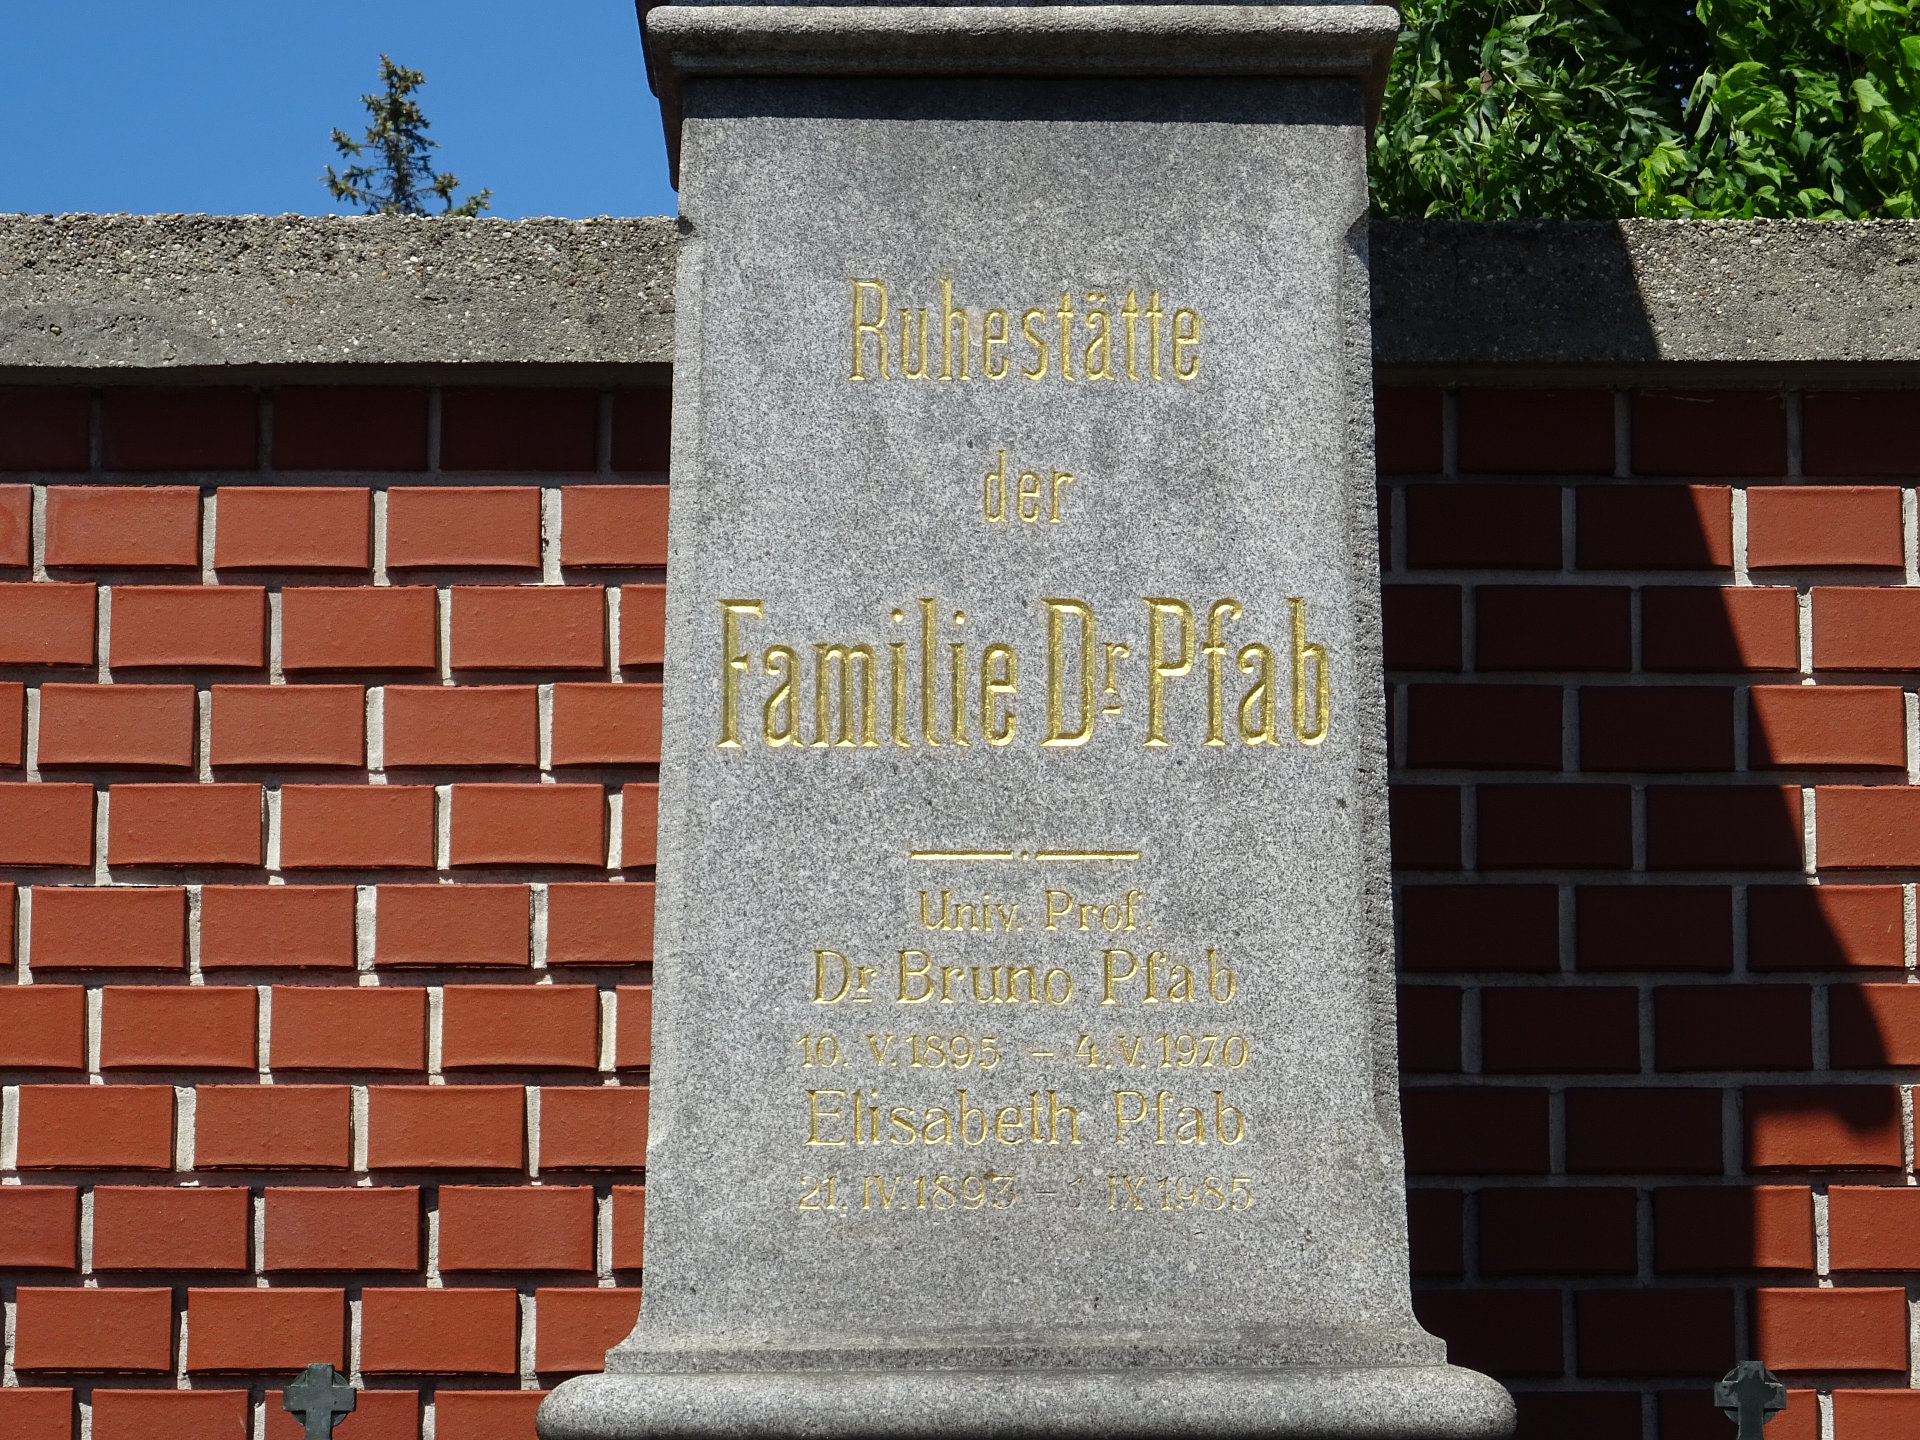 Ruhestätte
der
Familie Dr Pfab
Univ. Prof.
Dr Bruno Pfab
10. V. 1895 – 4. V. 1970
Elisabeth Pfab
21. IV. 1893 – 1 IX 1985